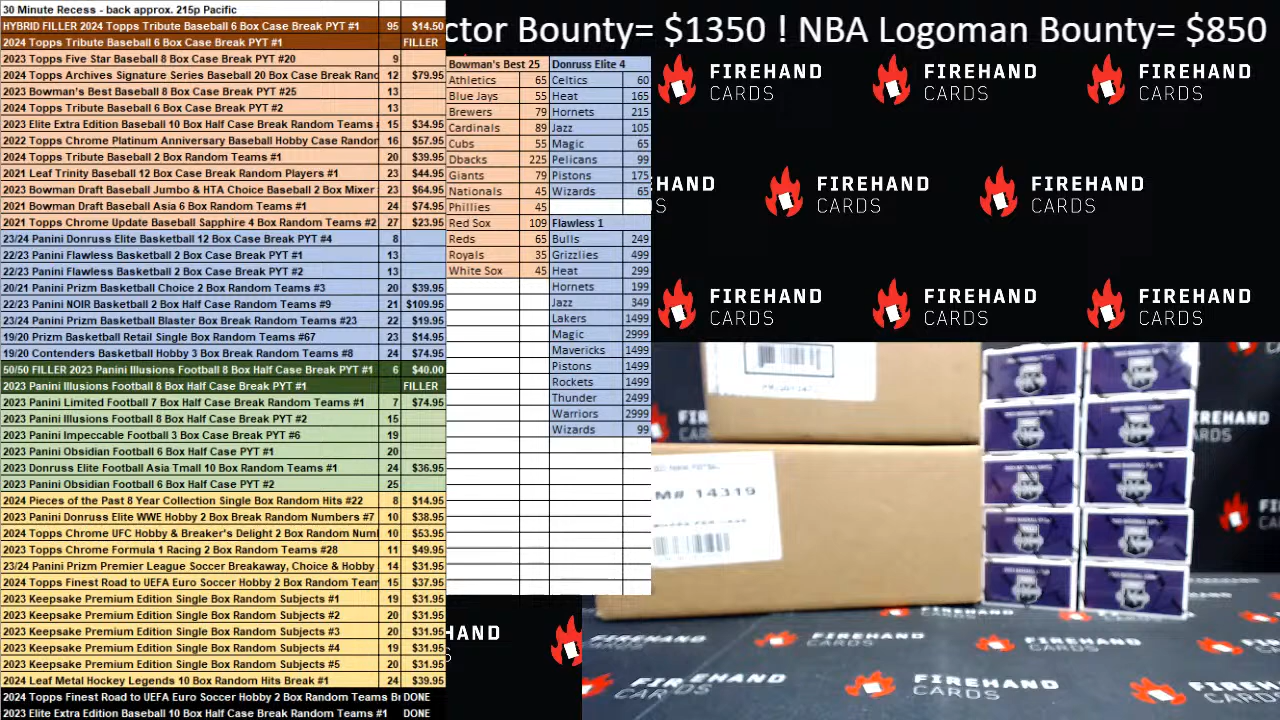 30 Minute Recess - back approx. 215p Pacific
HYBRID FILLER 2024 Topps Tribute Baseball 6 Box Case Break PYT #1 95 $14.50
2024 Topps Tribute Baseball 6 Box Case Break PYT #1 FILLER
2023 Topps Five Star Baseball 8 Box Case Break PYT #20 9
2024 Topps Archives Signature Series Baseball 20 Box Case Break Ranc 12 $79.95
2023 Bowman's Best Baseball 8 Box Case Break PYT #25 13
2024 Topps Tribute Baseball 6 Box Case Break PYT #2 13
2023 Elite Extra Edition Baseball 10 Box Half Case Break Random Teams 15 $34.95
2022 Topps Chrome Platinum Anniversary Baseball Hobby Case Randor 16 $57.95
2024 Topps Tribute Baseball 2 Box Random Teams #1 20 $39.95
2021 Leaf Trinity Baseball 12 Box Case Break Random Players #1 23 $44.95
2023 Bowman Draft Baseball Jumbo & HTA Choice Baseball 2 Box Mixer 23 $64.95
2021 Bowman Draft Baseball Asia 6 Box Random Teams #1 24 $74.95
2021 Topps Chrome Update Baseball Sapphire 4 Box Random Teams #2 27 $23.95
23/24 Panini Donruss Elite Basketball 12 Box Case Break PYT #4 8
22/23 Panini Flawless Basketball 2 Box Case Break PYT #1 13
22/23 Panini Flawless Basketball 2 Box Case Break PYT #2 13
20/21 Panini Prizm Basketball Choice 2 Box Random Teams #3 20 $39.95
22/23 Panini NOIR Basketball 2 Box Half Case Random Teams #9 21 $109.95
23/24 Panini Prizm Basketball Blaster Box Break Random Teams #23 22 $19.95
19/20 Prizm Basketball Retail Single Box Random Teams #67 23 $14.95
19/20 Contenders Basketball Hobby 3 Box Break Random Teams #8 24 $74.95
50/50 FILLER 2023 Panini Illusions Football 8 Box Half Case Break PYT #1 6 $40.00
2023 Panini Illusions Football 8 Box Half Case Break PYT #1 FILLER
2023 Panini Limited Football 7 Box Half Case Break Random Teams #1 7 $74.95
2023 Panini Illusions Football 8 Box Half Case Break PYT #2 15
2023 Panini Impeccable Football 3 Box Case Break PYT #6 19
2023 Panini Obsidian Football 6 Box Half Case PYT #1 20
2023 Donruss Elite Football Asia Tmall 10 Box Random Teams #1 24 $36.95
2023 Panini Obsidian Football 6 Box Half Case PYT #2 25
2024 Pieces of the Past 8 Year Collection Single Box Random Hits #22 8 $14.95
2023 Panini Donruss Elite WWE Hobby 2 Box Break Random Numbers #7 10 $38.95
2024 Topps Chrome UFC Hobby & Breaker's Delight 2 Box Random Numl 10 $53.95
2023 Topps Chrome Formula 1 Racing 2 Box Random Teams #28 11 $49.95
23/24 Panini Prizm Premier League Soccer Breakaway, Choice & Hobby 14 $31.95
2024 Topps Finest Road to UEFA Euro Soccer Hobby 2 Box Random Team 15 $37.95
2023 Keepsake Premium Edition Single Box Random Subjects #1 19 $31.95
2023 Keepsake Premium Edition Single Box Random Subjects #2 20 $31.95
2023 Keepsake Premium Edition Single Box Random Subjects #3 20 $31.95
2023 Keepsake Premium Edition Single Box Random Subjects #4 19 $31.95
2023 Keepsake Premium Edition Single Box Random Subjects #5 20 $31.95
2024 Leaf Metal Hockey Legends 10 Box Random Hits Break #1 24 $39.95
2024 Topps Finest Road to UEFA Euro Soccer Hobby 2 Box Random Teams B DONE
2023 Elite Extra Edition Baseball 10 Box Half Case Break Random Teams #1 DONE
ctor Bounty= $1350 ! NBA Logoman Bounty= $850
Bowman's Best 25
Athletics 65
Blue Jays 55
Brewers 79
Cardinals 89
Cubs 55
Dbacks 225
Giants 79
Nationals 45
Phillies 45
Red Sox 109
Reds 65
Royals 35
White Sox 45
Donruss Elite 4
Celtics 60
Heat 165
Hornets 215
Jazz 105
Magic 65
Pelicans 99
Pistons 175
Wizards 65
Flawless 1
Bulls 249
Grizzlies 499
Heat 299
Hornets 199
Jazz 349
Lakers 1499
Magic 2999
Mavericks 1499
Pistons 1499
Rockets 1499
Thunder 2499
Warriors 2999
Wizards 99
FIREHAND CARDS
FIREHAND CARDS
FIREHAND CARDS
HAND
S
FIREHAND CARDS
FIREHAND CARDS
FIREHAND CARDS
FIREHAND CARDS
FIREHAND CARDS
M# 14319
FIREHAND
CARDS
HAND
S
FIREHAND
FIREHAND
FIREHAND
FIREHAND
CARDS
FIREHAND
CARDS